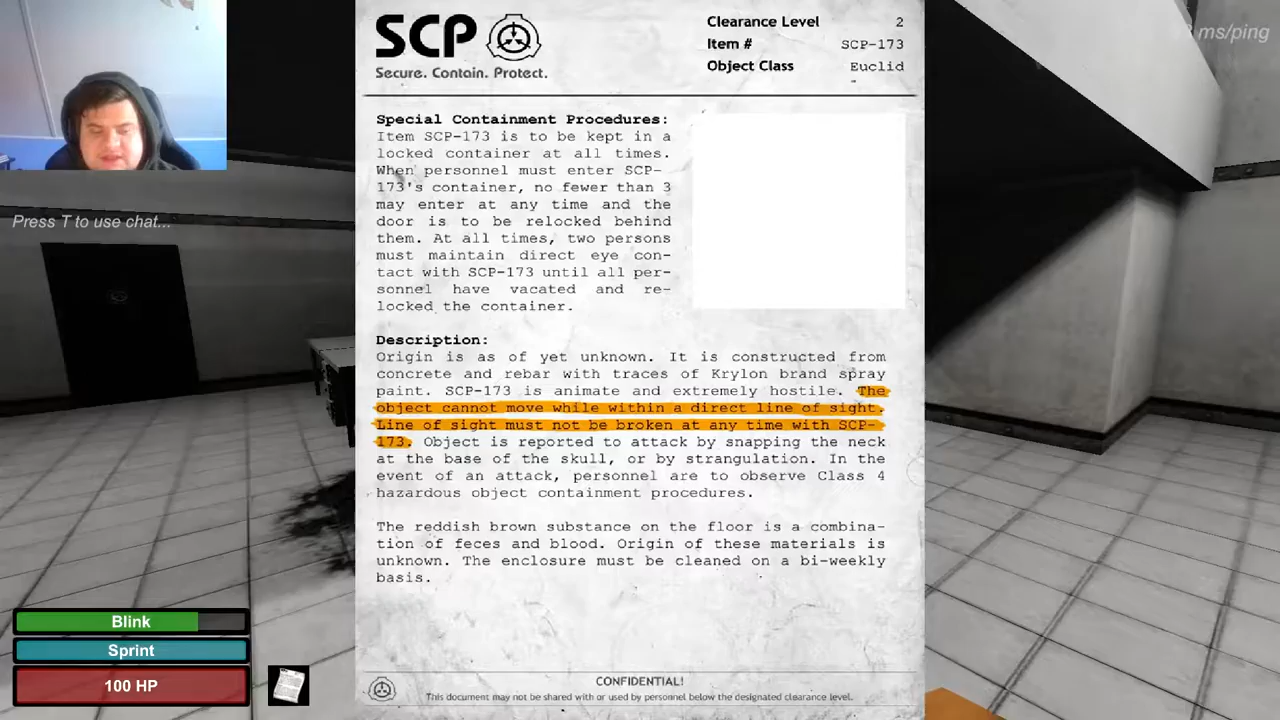 SCP
Secure. Contain. Protect.
Clearance Level 2
Item # SCP-173
Object Class Euclid
ms/ping
Special Containment Procedures:
Item SCP-173 is to be kept in a
locked container at all times.
When personnel must enter SCP-
173's container, no fewer than 3
may enter at any time and the
door is to be relocked behind
them. At all times, two persons
must maintain direct eye con-
tact with SCP-173 until all per-
sonnel have vacated and re-
locked the container.
Press T to use chat...
Description:
Origin is as of yet unknown. It is constructed from
concrete and rebar with traces of Krylon brand spray
paint. SCP-173 is animate and extremely hostile. The
object cannot move while within a direct line of sight.
Line of sight must not be broken at any time with SCP-
173. Object is reported to attack by snapping the neck
at the base of the skull, or by strangulation. In the
event of an attack, personnel are to observe Class 4
hazardous object containment procedures.
The reddish brown substance on the floor is a combina-
tion of feces and blood. Origin of these materials is
unknown. The enclosure must be cleaned on a bi-weekly
basis.
Blink
Sprint
100 HP
CONFIDENTIAL!
This document may not be shared with or used by personnel below the designated clearance level.